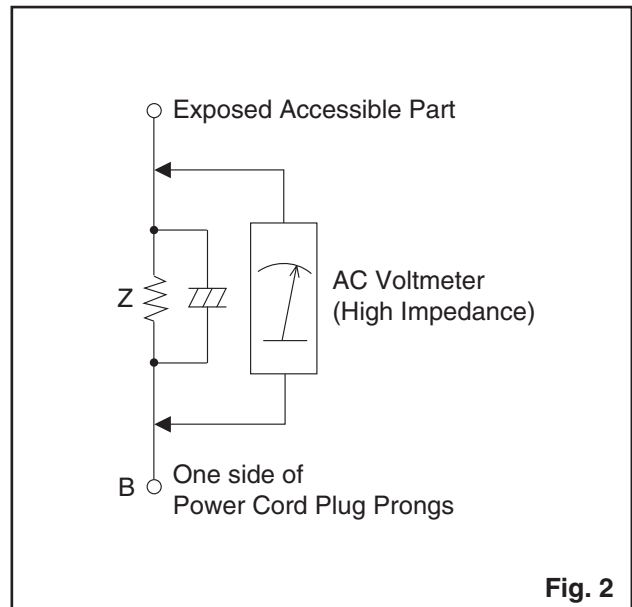 Exposed Accessible Part
Z
AC Voltmeter
(High Impedance)
B
One side of
Power Cord Plug Prongs
Fig. 2